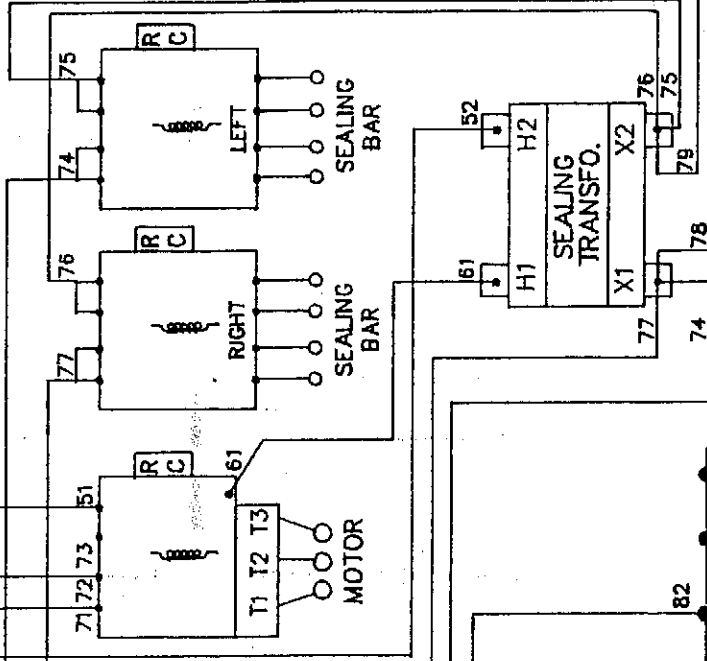 75
74
R C
LEFT
SEALING
BAR
76
77
R C
RIGHT
SEALING
BAR
51
73
72
71
R C
61
T1 T2 T3
MOTOR
52
61
H2
H1
SEALING
TRANSFO.
X2
X1
76
75
79
78
77
74
82